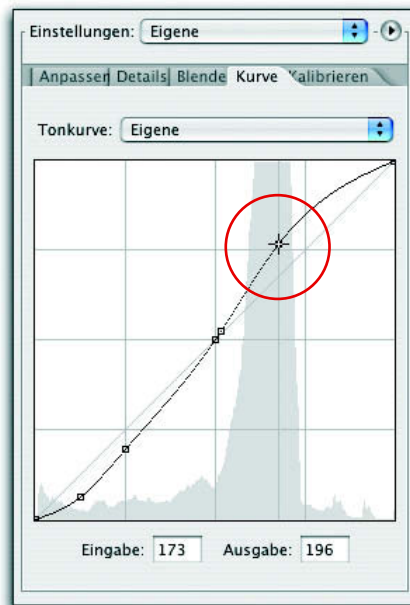 Einstellungen: Eigene
Anpassen Details Blende Kurve Kalibrieren
Tonkurve: Eigene
Eingabe: 173 Ausgabe: 196